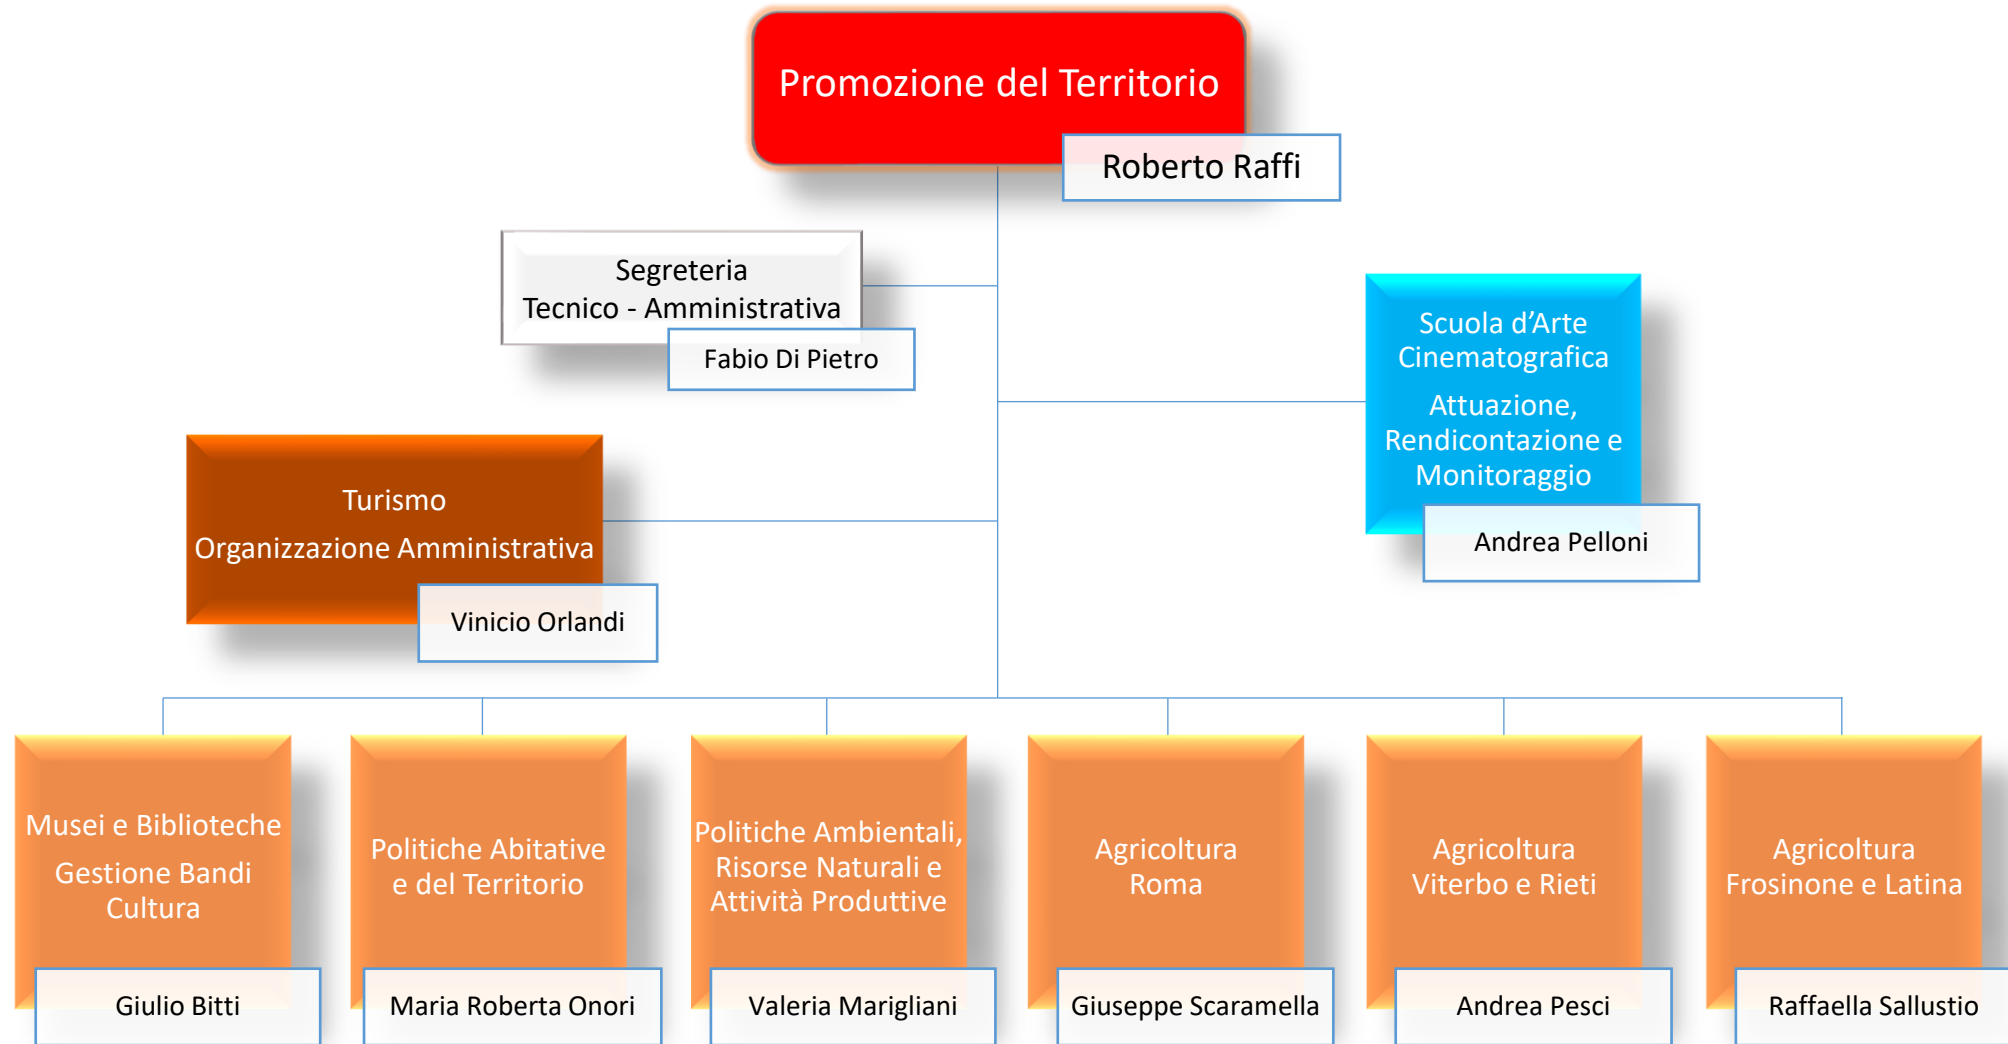 Promozione del Territorio
Roberto Raffi
Segreteria
Tecnico - Amministrativa
Fabio Di Pietro
Scuola d’Arte
Cinematografica
Attuazione,
Rendicontazione e
Monitoraggio
Andrea Pelloni
Turismo
Organizzazione Amministrativa
Vinicio Orlandi
Musei e Biblioteche
Gestione Bandi
Cultura
Giulio Bitti
Politiche Abitative
e del Territorio
Maria Roberta Onori
Politiche Ambientali,
Risorse Naturali e
Attività Produttive
Valeria Marigliani
Agricoltura
Roma
Giuseppe Scaramella
Agricoltura
Viterbo e Rieti
Andrea Pesci
Agricoltura
Frosinone e Latina
Raffaella Sallustio